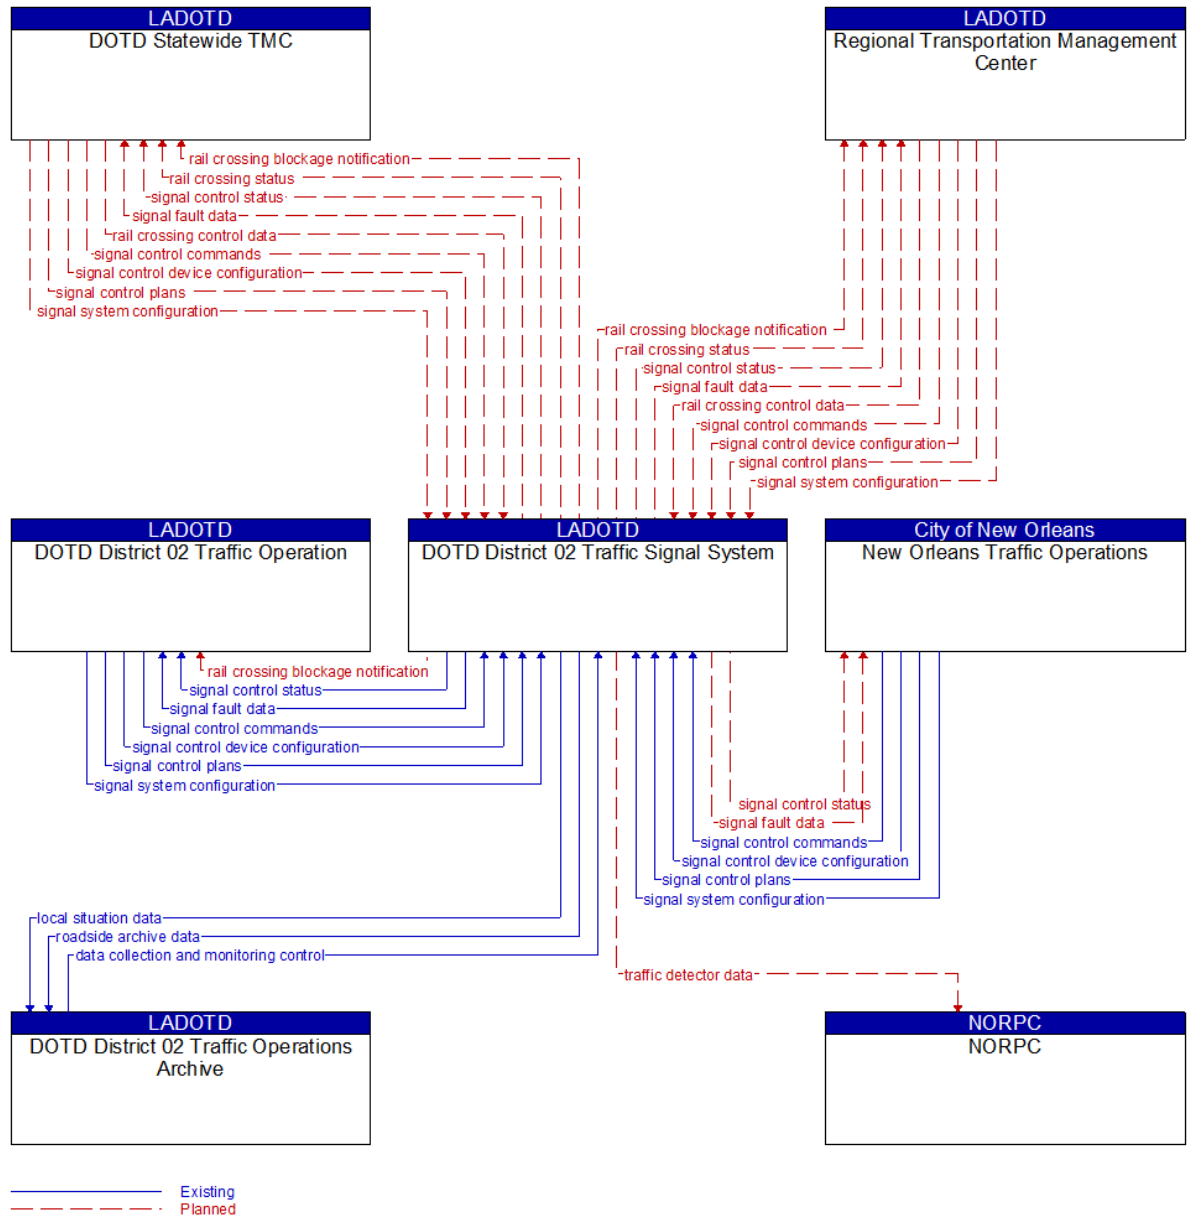 LADOTD
DOTD Statewide TMC
LADOTD
Regional Transportation Management
Center
rail crossing blockage notification
rail crossing status
signal control status
signal fault data
rail crossing control data
signal control commands
signal control device configuration
signal control plans
signal system configuration
rail crossing blockage notification
rail crossing status
signal control status
signal fault data
rail crossing control data
signal control commands
signal control device configuration
signal control plans
signal system configuration
LADOTD
DOTD District 02 Traffic Operation
LADOTD
DOTD District 02 Traffic Signal System
City of New Orleans
New Orleans Traffic Operations
rail crossing blockage notification
signal control status
signal fault data
signal control commands
signal control device configuration
signal control plans
signal system configuration
signal control status
signal fault data
signal control commands
signal control device configuration
signal control plans
signal system configuration
local situation data
roadside archive data
data collection and monitoring control
traffic detector data
LADOTD
DOTD District 02 Traffic Operations
Archive
NORPC
NORPC
Existing
Planned